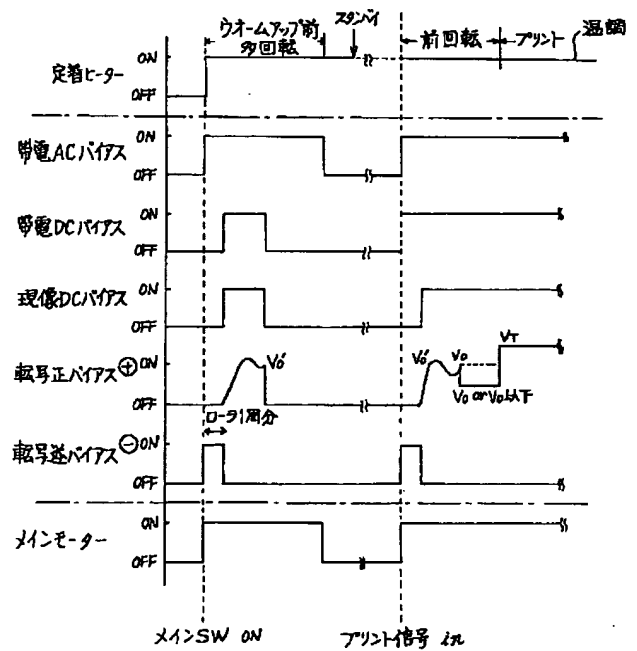 ウオームアップ前
多回転
スタンバイ
前回転
プリント
温調
定着ヒーター
ON
OFF
帯電ACバイアス
ON
OFF
帯電DCバイアス
ON
OFF
現像DCバイアス
ON
OFF
転写正バイアス⊕
ON
OFF
V₀'
V₀'
V₀
V₀ or V₀以下
VT
ローラ1周分
転写逆バイアス⊖
ON
OFF
メインモーター
ON
OFF
メインSW ON
プリント信号 in